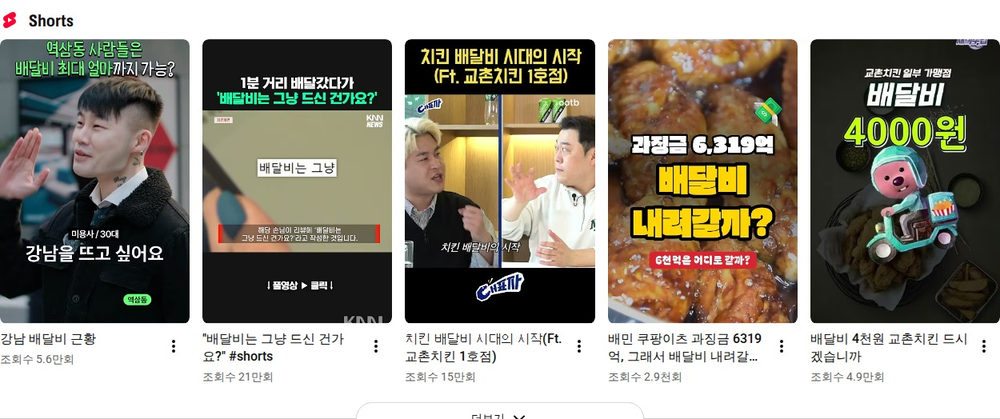 Shorts
역삼동 사람들은
배달비 최대 얼마까지 가능?
미용사 / 30대
강남을 뜨고 싶어요
역삼동
강남 배달비 근황
조회수 5.6만회
1분 거리 배달갔다가
'배달비는 그냥 드신 건가요?'
KNN
NEWS
배달비는 그냥
해당 손님이 리뷰에 '배달비는
그냥 드신 건가요?'라고 작성한 것입니다.
↓풀영상 ▶ 클릭↓
KNN
"배달비는 그냥 드신 건가
요?" #shorts
조회수 21만회
치킨 배달비 시대의 시작
(Ft. 교촌치킨 1호점)
ootb
치킨 배달비의 시작
치킨 배달비 시대의 시작(Ft.
교촌치킨 1호점)
조회수 15만회
과징금 6,319억
배달비
내려갈까?
6천억은 어디로 갈까?
배민 쿠팡이츠 과징금 6319
억, 그래서 배달비 내려갈...
조회수 2.9천회
교촌치킨 일부 가맹점
배달비
4000원
배달비 4천원 교촌치킨 드시
겠습니까
조회수 4.9만회
더보기